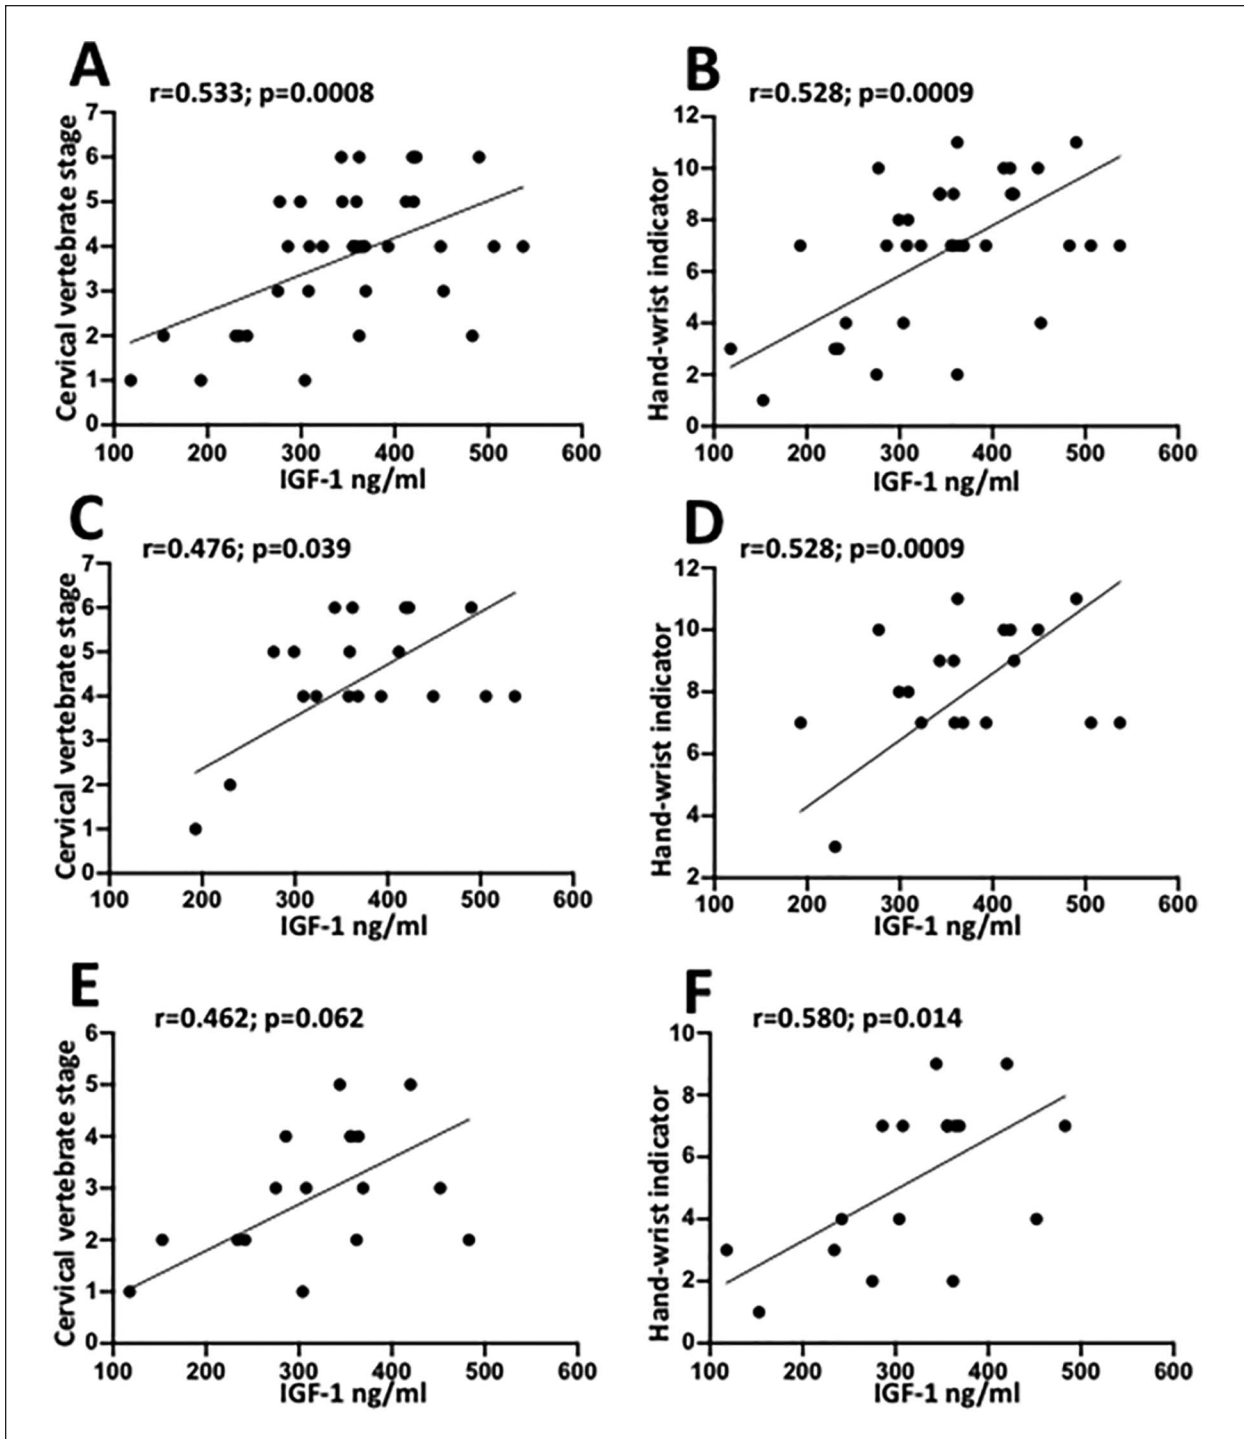 A
r=0.533; p=0.0008
Cervical vertebrate stage
7
6
5
4
3
2
1
0
100 200 300 400 500 600
IGF-1 ng/ml
B
r=0.528; p=0.0009
Hand-wrist indicator
12
10
8
6
4
2
0
100 200 300 400 500 600
IGF-1 ng/ml
C
r=0.476; p=0.039
Cervical vertebrate stage
7
6
5
4
3
2
1
0
100 200 300 400 500 600
IGF-1 ng/ml
D
r=0.528; p=0.0009
Hand-wrist indicator
12
10
8
6
4
2
100 200 300 400 500 600
IGF-1 ng/ml
E
r=0.462; p=0.062
Cervical vertebrate stage
6
5
4
3
2
1
0
100 200 300 400 500 600
IGF-1 ng/ml
F
r=0.580; p=0.014
Hand-wrist indicator
10
8
6
4
2
0
100 200 300 400 500 600
IGF-1 ng/ml